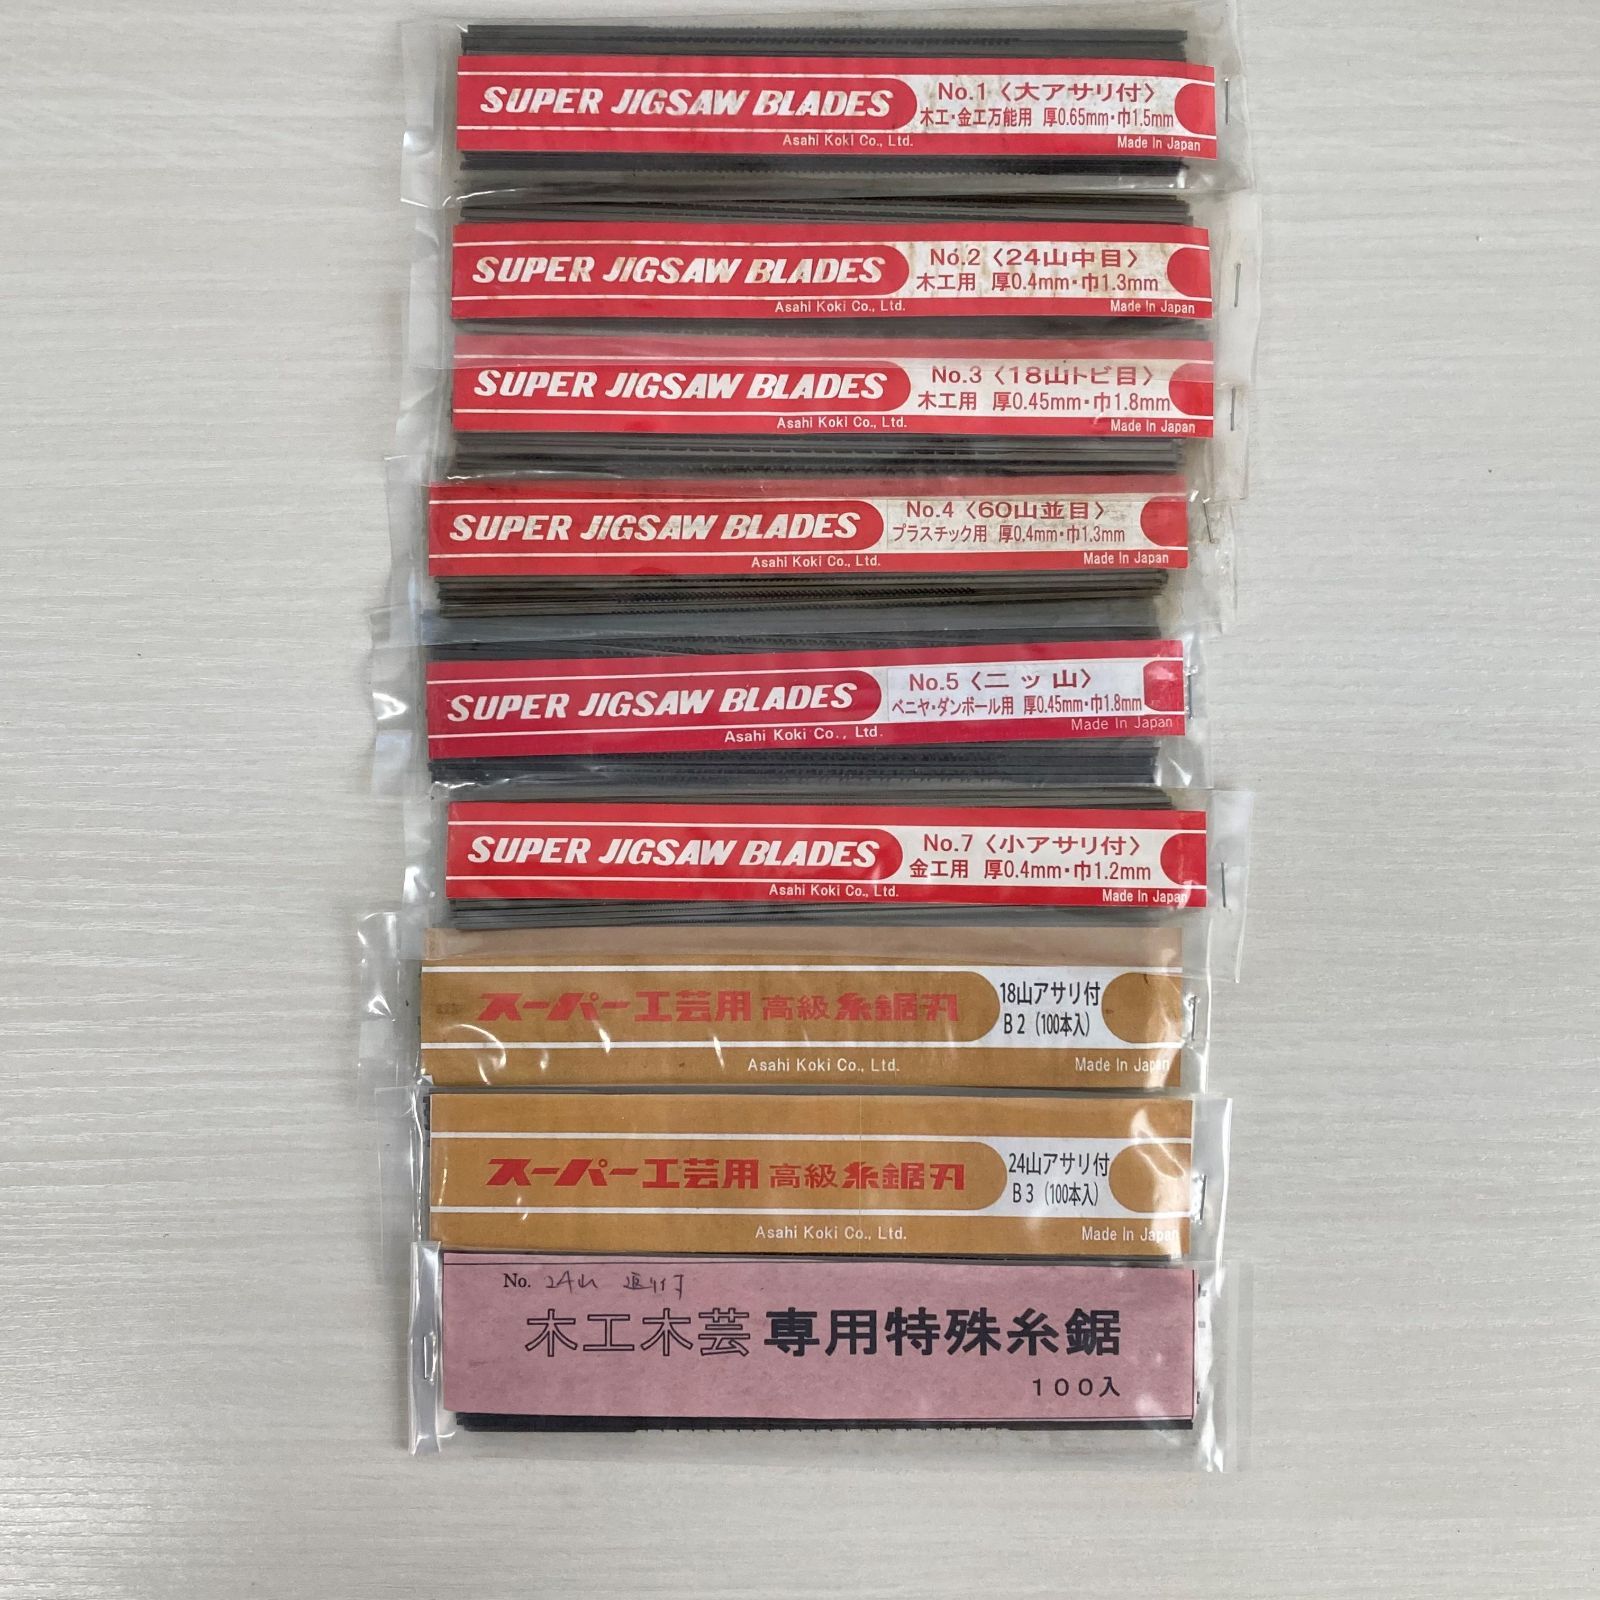 SUPER JIGSAW BLADES
No.1〈大アサリ付〉
木工・金工万能用 厚0.65mm・巾1.5mm
Asahi Koki Co., Ltd.
Made In Japan
SUPER JIGSAW BLADES
No.2〈24山中目〉
木工用 厚0.4mm・巾1.3mm
Asahi Koki Co., Ltd.
Made In Japan
SUPER JIGSAW BLADES
No.3〈18山トビ目〉
木工用 厚0.45mm・巾1.8mm
Asahi Koki Co., Ltd.
Made In Japan
SUPER JIGSAW BLADES
No.4〈60山並目〉
プラスチック用 厚0.4mm・巾1.3mm
Asahi Koki Co., Ltd.
Made In Japan
SUPER JIGSAW BLADES
No.5〈ニッ山〉
ベニヤ・ダンボール用 厚0.45mm・巾1.8mm
Asahi Koki Co., Ltd.
Made In Japan
SUPER JIGSAW BLADES
No.7〈小アサリ付〉
金工用 厚0.4mm・巾1.2mm
Asahi Koki Co., Ltd.
Made In Japan
スーパー工芸用 高級 糸鋸刃
18山アサリ付
B2(100本入)
Asahi Koki Co., Ltd.
Made In Japan
スーパー工芸用 高級 糸鋸刃
24山アサリ付
B3(100本入)
Asahi Koki Co., Ltd.
Made In Japan
No. 24山
木工木芸専用特殊糸鋸
100入